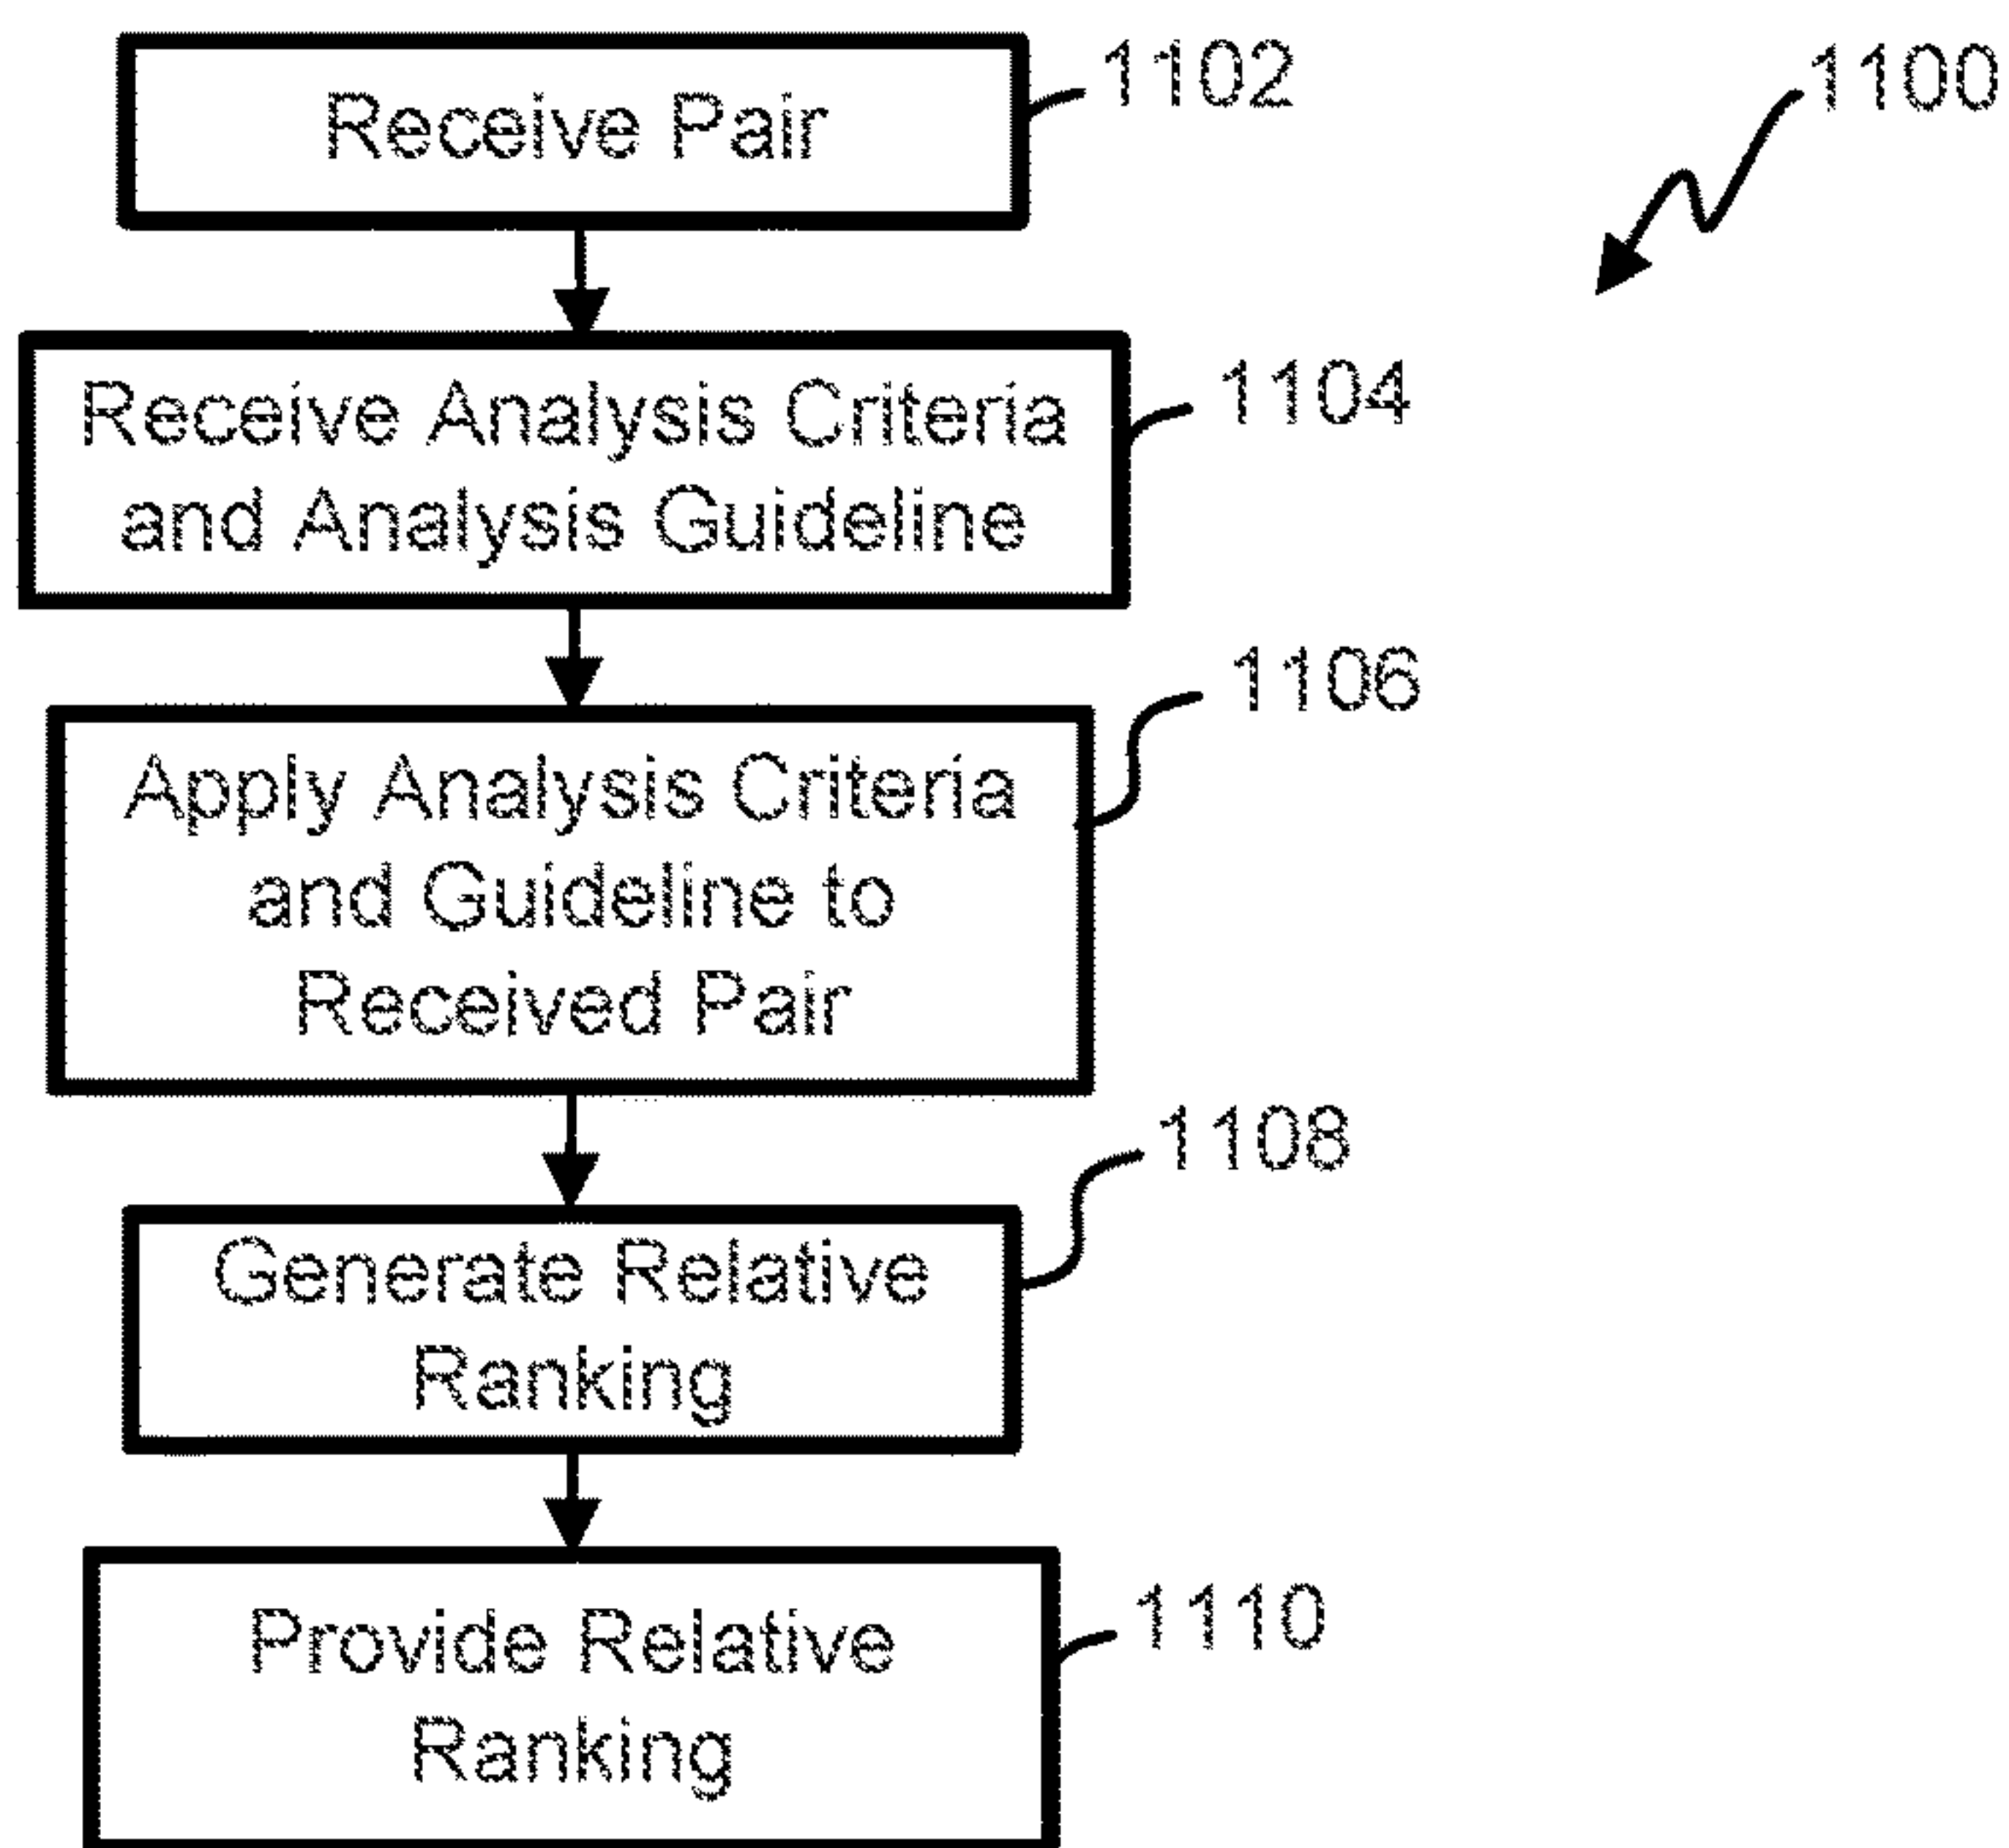 Receive Pair
1102
1100
Receive Analysis Criteria
and Analysis Guideline
1104
Apply Analysis Criteria
and Guideline to
Received Pair
1106
Generate Relative
Ranking
1108
Provide Relative
Ranking
1110